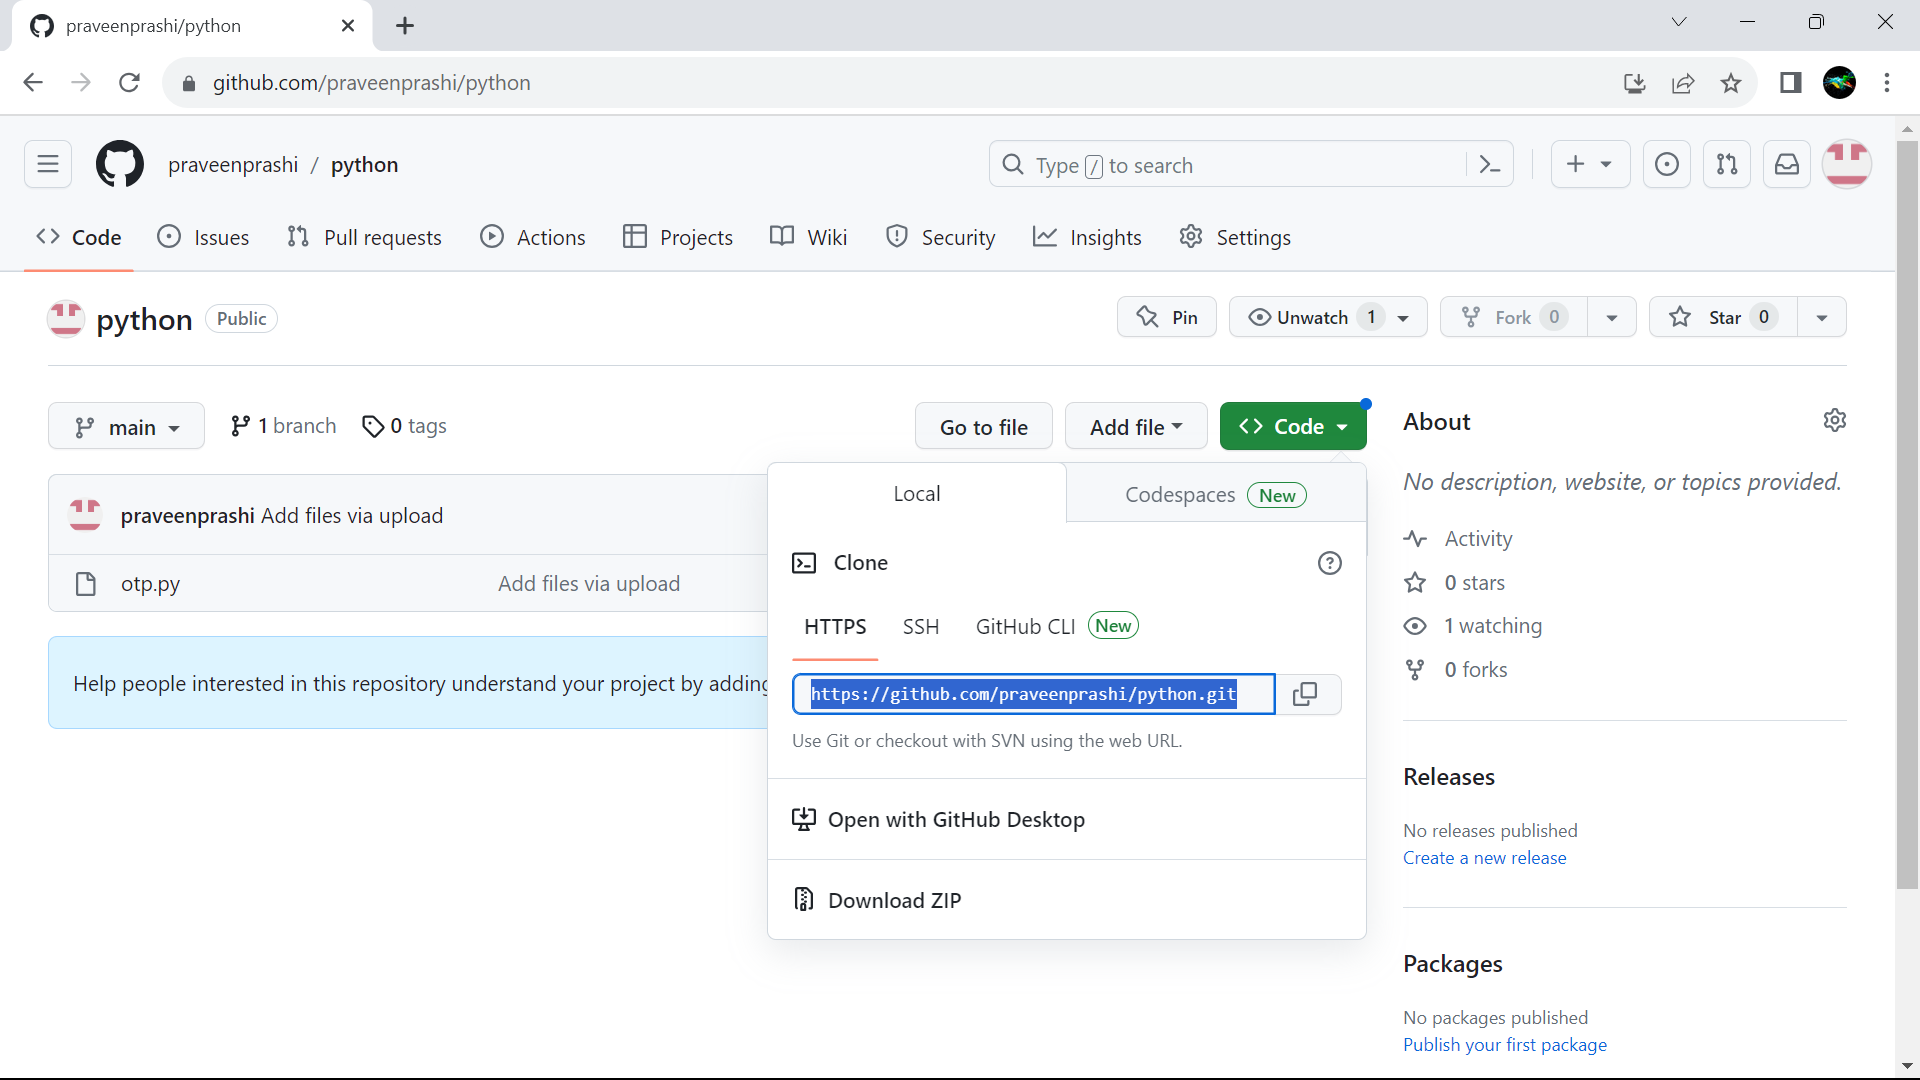 praveenprashi/python
github.com/praveenprashi/python
praveenprashi / python
Type / to search
Code Issues Pull requests Actions Projects Wiki Security Insights Settings
python Public
Pin Unwatch 1 Fork 0 Star 0
main 1 branch 0 tags Go to file Add file Code
About
No description, website, or topics provided.
Local Codespaces New
praveenprashi Add files via upload
otp.py Add files via upload
Clone
HTTPS SSH GitHub CLI New
Help people interested in this repository understand your project by adding
https://github.com/praveenprashi/python.git
Use Git or checkout with SVN using the web URL.
Open with GitHub Desktop
Download ZIP
Activity
0 stars
1 watching
0 forks
Releases
No releases published
Create a new release
Packages
No packages published
Publish your first package